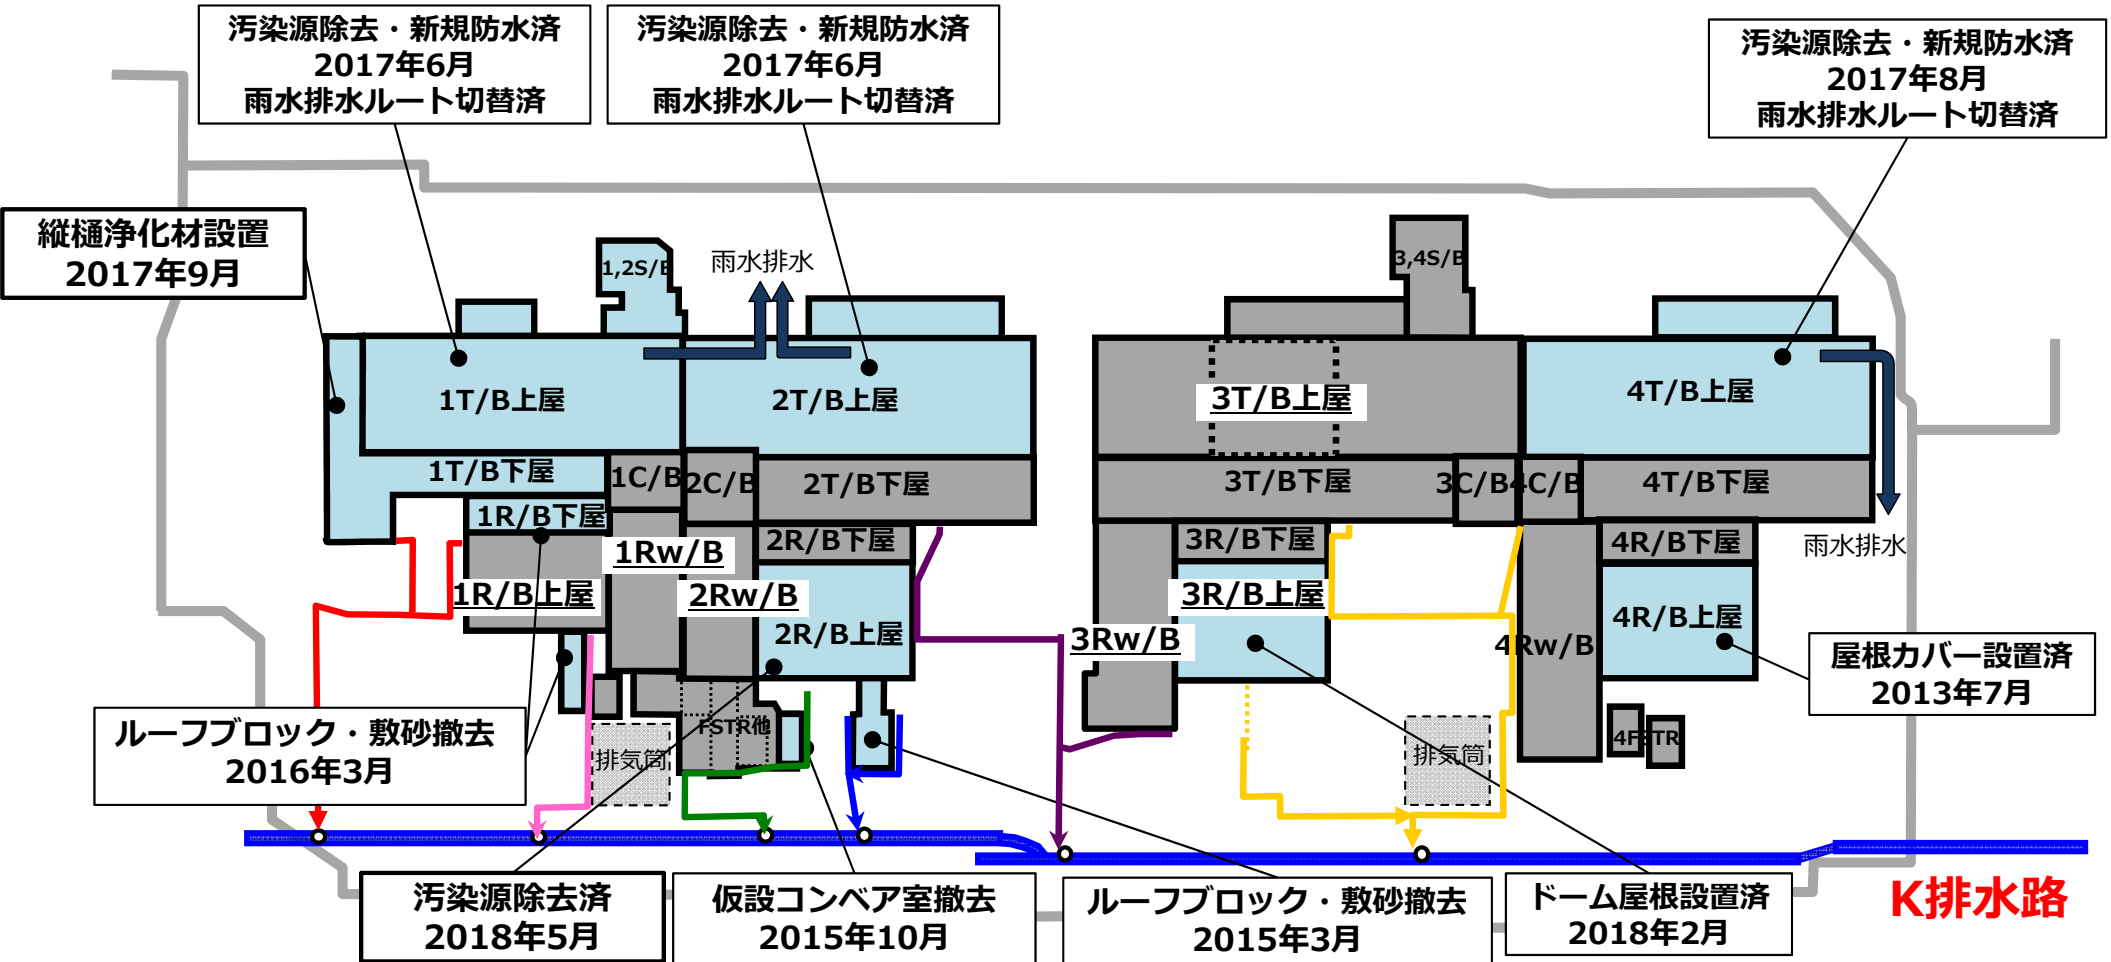 汚染源除去・新規防水済
2017年6月
雨水排水ルート切替済
汚染源除去・新規防水済
2017年6月
雨水排水ルート切替済
汚染源除去・新規防水済
2017年8月
雨水排水ルート切替済
縦樋浄化材設置
2017年9月
1,2S/B
雨水排水
3,4S/B
1T/B上屋
2T/B上屋
3T/B上屋
4T/B上屋
1T/B下屋
1C/B
2C/B
2T/B下屋
3T/B下屋
3C/B
4C/B
4T/B下屋
1R/B下屋
1Rw/B
2R/B下屋
3R/B下屋
4R/B下屋
雨水排水
1R/B上屋
2Rw/B
2R/B上屋
3R/B上屋
3Rw/B
4Rw/B
4R/B上屋
屋根カバー設置済
2013年7月
ルーフブロック・敷砂撤去
2016年3月
排気筒
FSTR他
排気筒
4FSTR
汚染源除去済
2018年5月
仮設コンベア室撤去
2015年10月
ルーフブロック・敷砂撤去
2015年3月
ドーム屋根設置済
2018年2月
K排水路